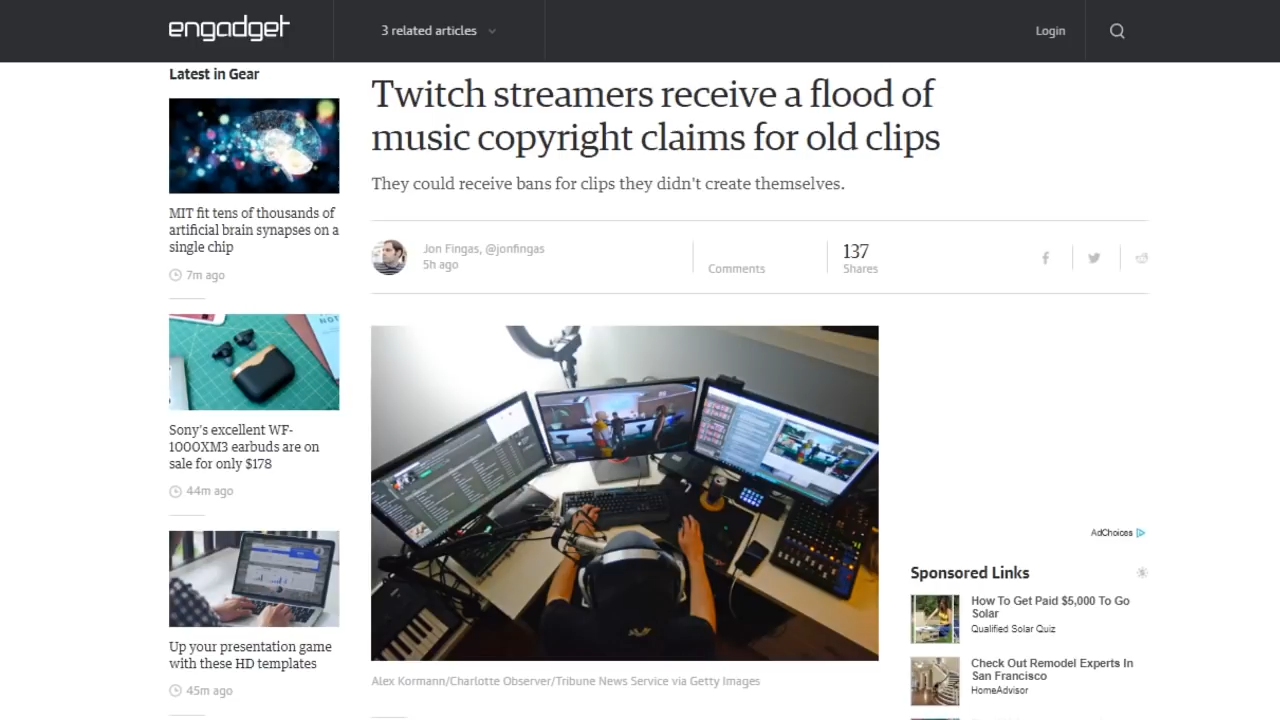 engadget
3 related articles
Login
Latest in Gear
MIT fit tens of thousands of
artificial brain synapses on a
single chip
7m ago
Sony's excellent WF-
1000XM3 earbuds are on
sale for only $178
44m ago
Up your presentation game
with these HD templates
45m ago
Twitch streamers receive a flood of
music copyright claims for old clips
They could receive bans for clips they didn't create themselves.
Jon Fingas, @jonfingas
5h ago
Comments
137
Shares
Alex Kormann/Charlotte Observer/Tribune News Service via Getty Images
AdChoices
Sponsored Links
How To Get Paid $5,000 To Go
Solar
Qualified Solar Quiz
Check Out Remodel Experts In
San Francisco
HomeAdvisor